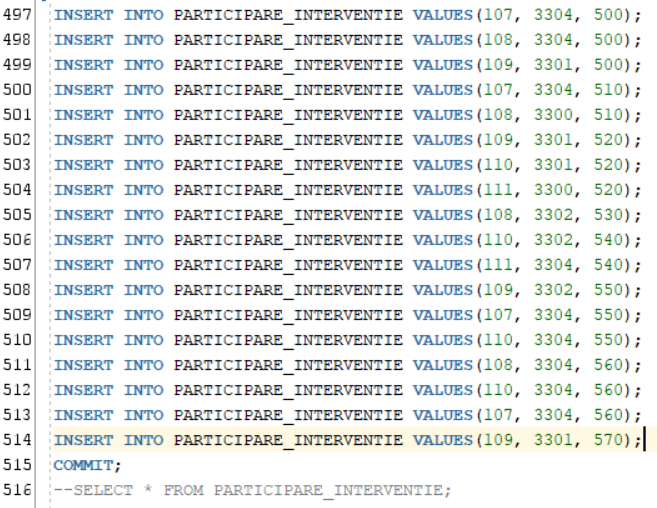 497 INSERT INTO PARTICIPARE_INTERVENTIE VALUES(107, 3304, 500);
498 INSERT INTO PARTICIPARE_INTERVENTIE VALUES(108, 3304, 500);
499 INSERT INTO PARTICIPARE_INTERVENTIE VALUES(109, 3301, 500);
500 INSERT INTO PARTICIPARE_INTERVENTIE VALUES(107, 3304, 510);
501 INSERT INTO PARTICIPARE_INTERVENTIE VALUES(108, 3300, 510);
502 INSERT INTO PARTICIPARE_INTERVENTIE VALUES(109, 3301, 520);
503 INSERT INTO PARTICIPARE_INTERVENTIE VALUES(110, 3301, 520);
504 INSERT INTO PARTICIPARE_INTERVENTIE VALUES(111, 3300, 520);
505 INSERT INTO PARTICIPARE_INTERVENTIE VALUES(108, 3302, 530);
506 INSERT INTO PARTICIPARE_INTERVENTIE VALUES(110, 3302, 540);
507 INSERT INTO PARTICIPARE_INTERVENTIE VALUES(111, 3304, 540);
508 INSERT INTO PARTICIPARE_INTERVENTIE VALUES(109, 3302, 550);
509 INSERT INTO PARTICIPARE_INTERVENTIE VALUES(107, 3304, 550);
510 INSERT INTO PARTICIPARE_INTERVENTIE VALUES(110, 3304, 550);
511 INSERT INTO PARTICIPARE_INTERVENTIE VALUES(108, 3304, 560);
512 INSERT INTO PARTICIPARE_INTERVENTIE VALUES(110, 3304, 560);
513 INSERT INTO PARTICIPARE_INTERVENTIE VALUES(107, 3304, 560);
514 INSERT INTO PARTICIPARE_INTERVENTIE VALUES(109, 3301, 570);
515 COMMIT;
516 --SELECT * FROM PARTICIPARE_INTERVENTIE;